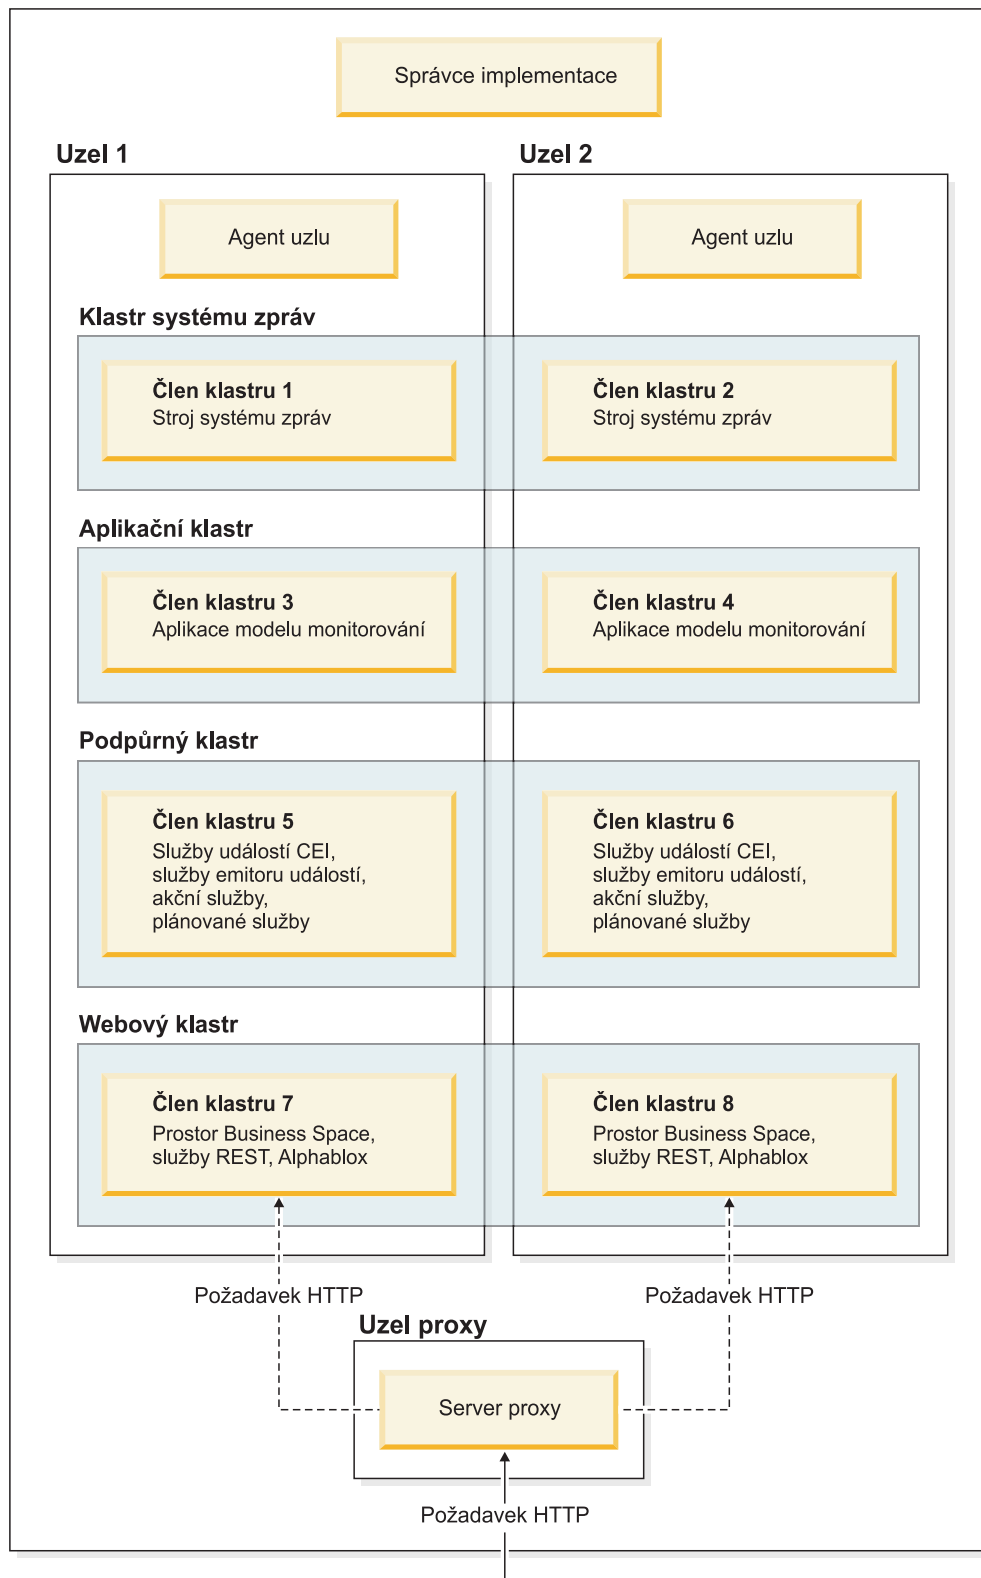 Správce implementace
Uzel 1
Uzel 2
Agent uzlu
Agent uzlu
Klastr systému zpráv
Člen klastru 1
Stroj systému zpráv
Člen klastru 2
Stroj systému zpráv
Aplikační klastr
Člen klastru 3
Aplikace modelu monitorování
Člen klastru 4
Aplikace modelu monitorování
Podpůrný klastr
Člen klastru 5
Služby událostí CEI,
služby emitoru událostí,
akční služby,
plánované služby
Člen klastru 6
Služby událostí CEI,
služby emitoru událostí,
akční služby,
plánované služby
Webový klastr
Člen klastru 7
Prostor Business Space,
služby REST, Alphablox
Člen klastru 8
Prostor Business Space,
služby REST, Alphablox
Požadavek HTTP
Požadavek HTTP
Uzel proxy
Server proxy
Požadavek HTTP